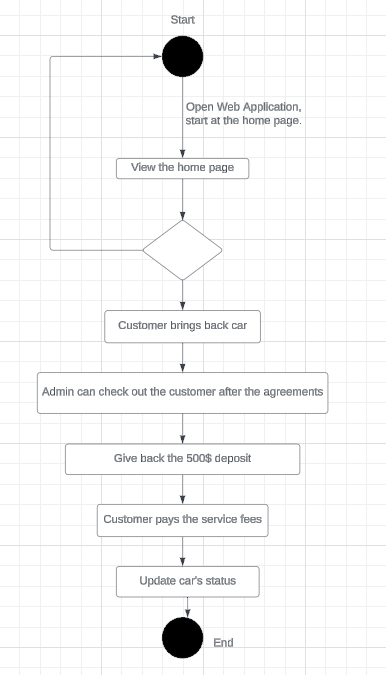 Start
Open Web Application,
start at the home page.
View the home page
Customer brings back car
Admin can check out the customer after the agreements
Give back the 500$ deposit
Customer pays the service fees
Update car's status
End